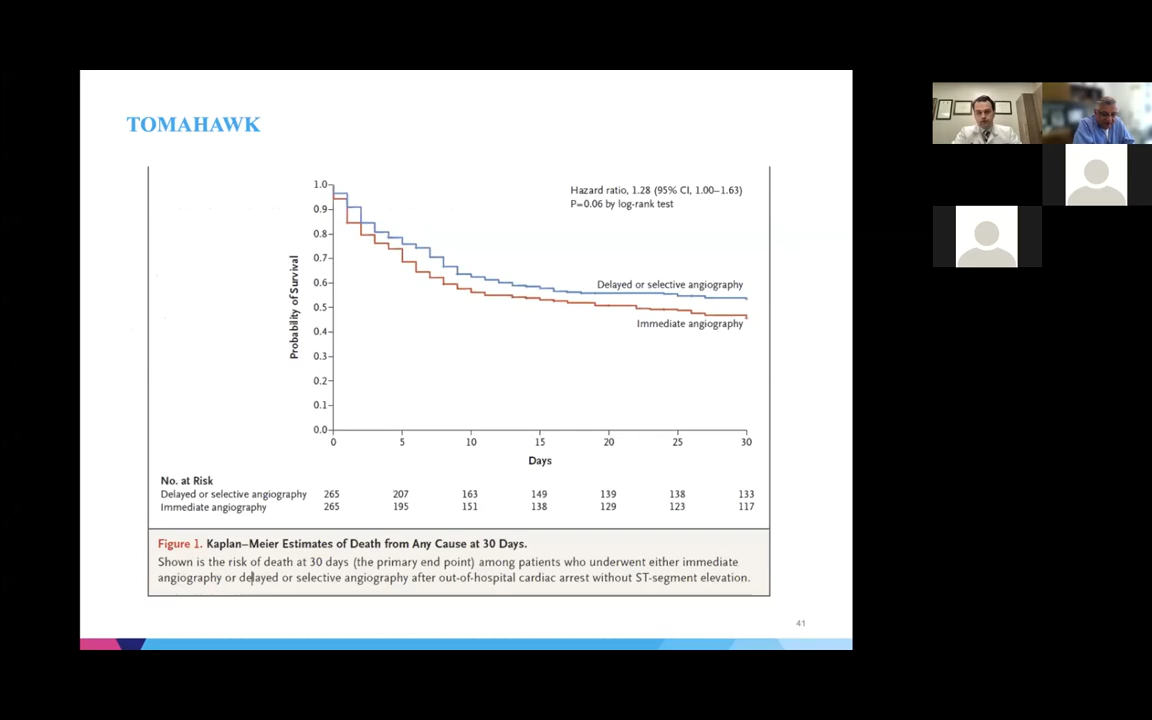 TOMAHAWK
1.0
0.9
0.8
0.7
0.6
0.5
0.4
0.3
0.2
0.1
0.0
Probability of Survival
Hazard ratio, 1.28 (95% CI, 1.00–1.63)
P=0.06 by log-rank test
Delayed or selective angiography
Immediate angiography
0 5 10 15 20 25 30
Days
No. at Risk
Delayed or selective angiography 265 207 163 149 139 138 133
Immediate angiography 265 195 151 138 129 123 117
Figure 1. Kaplan–Meier Estimates of Death from Any Cause at 30 Days.
Shown is the risk of death at 30 days (the primary end point) among patients who underwent either immediate
angiography or delayed or selective angiography after out-of-hospital cardiac arrest without ST-segment elevation.
41